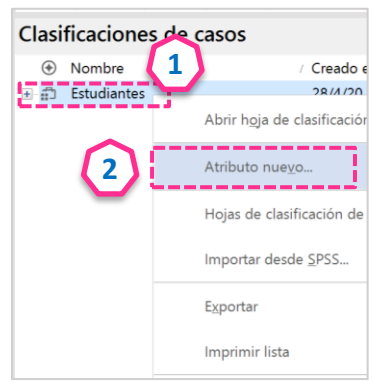 Clasificaciones de casos
1
Nombre / Creado e
Estudiantes 28/4/20
Abrir hoja de clasificación
2
Atributo nuevo...
Hojas de clasificación de
Importar desde SPSS...
Exportar
Imprimir lista